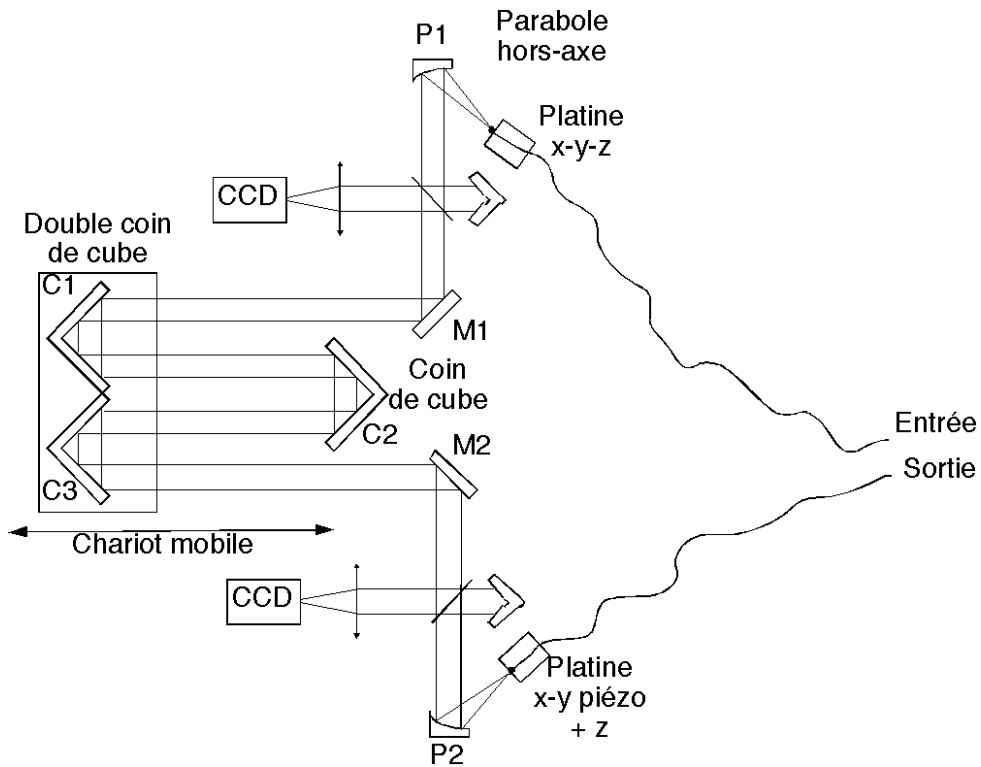 P1
Parabole
hors-axe
Platine
x-y-z
CCD
Double coin
de cube
C1
M1
Coin
de cube
C2
M2
Entrée
Sortie
C3
Chariot mobile
CCD
Platine
x-y piézo
+ z
P2